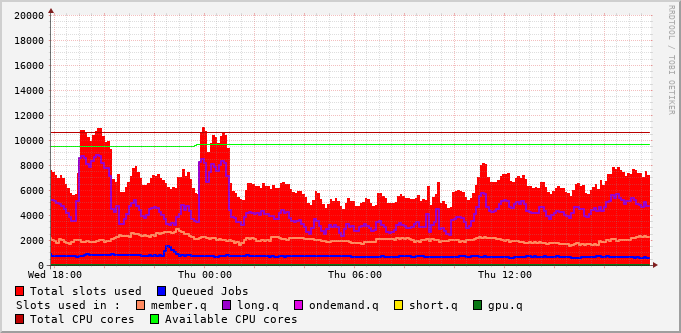 20000
18000
16000
14000
12000
10000
8000
6000
4000
2000
0
Wed 18:00 Thu 00:00 Thu 06:00 Thu 12:00
Total slots used Queued Jobs
Slots used in : member.q long.q ondemand.q short.q gpu.q
Total CPU cores Available CPU cores
RRDTOOL / TOBI OETIKER